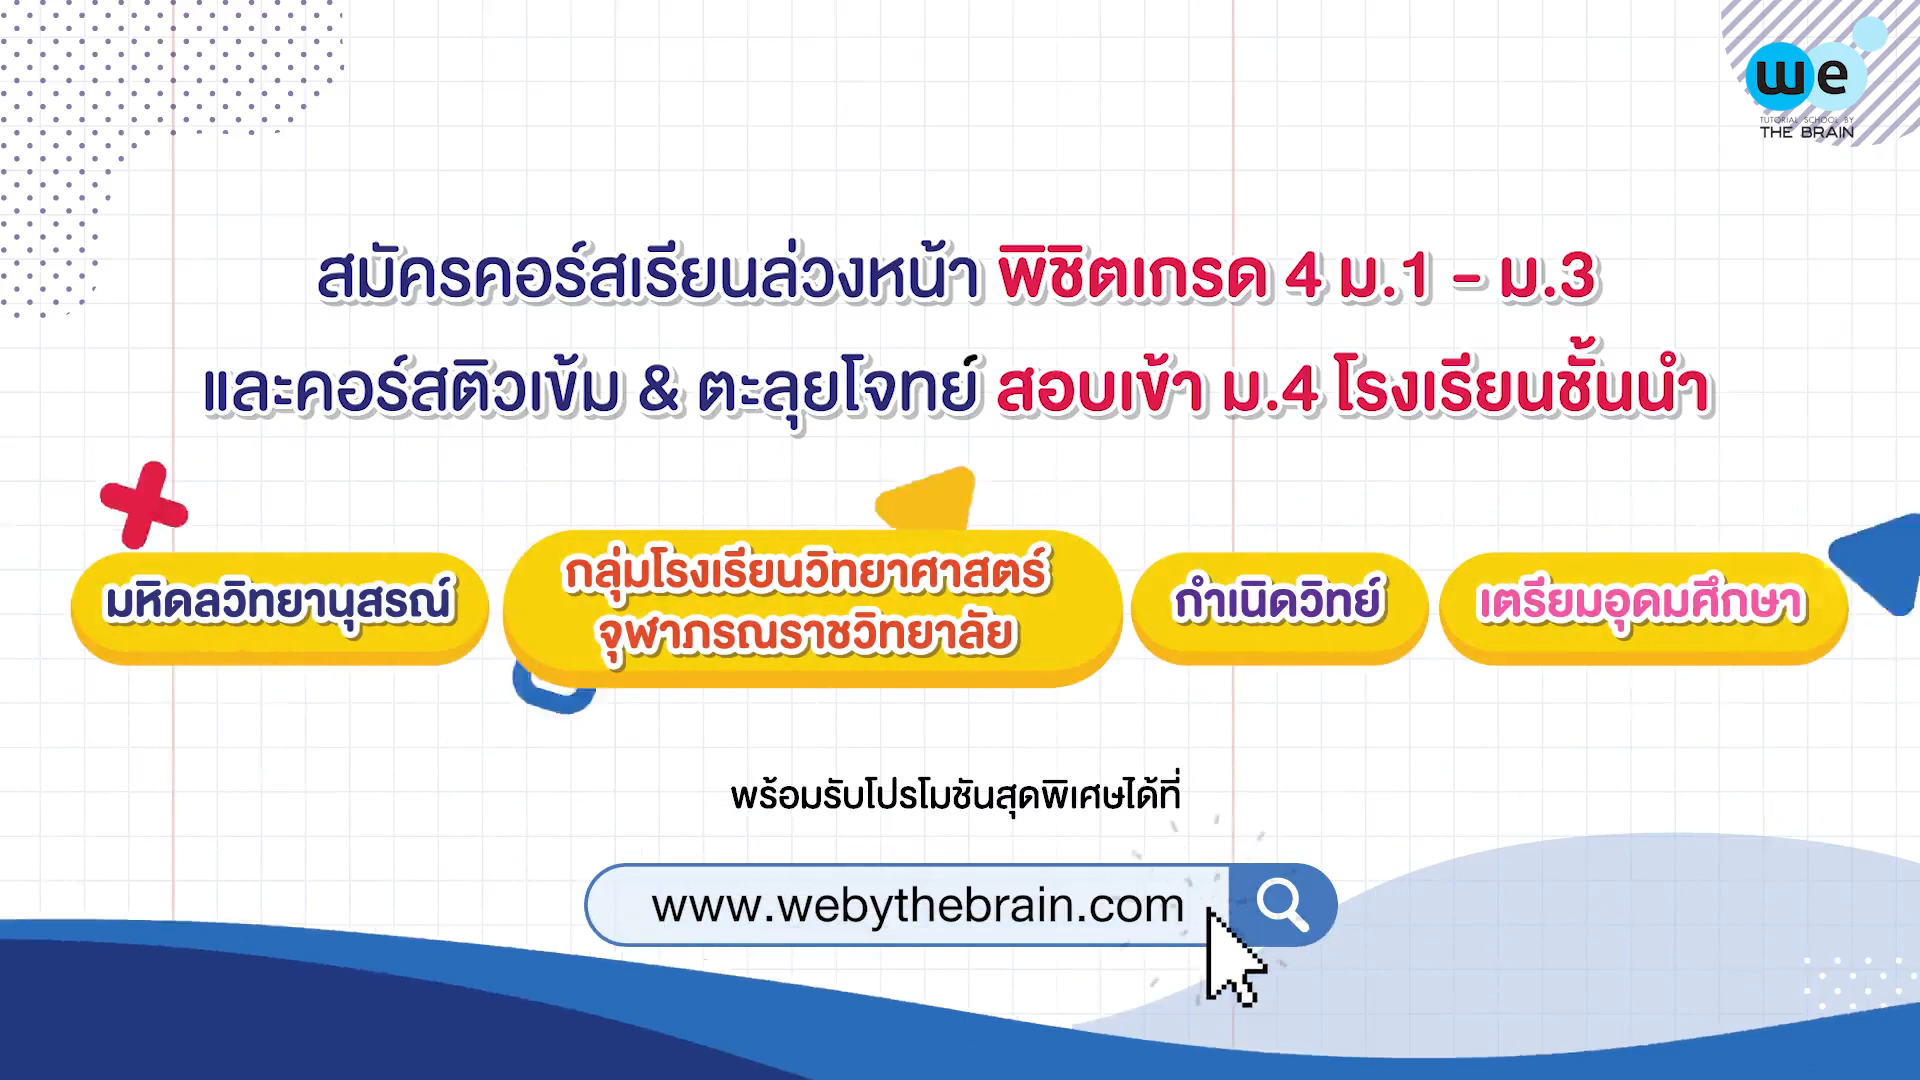 we
TUTORIAL SCHOOL BY
THE BRAIN
สมัครคอร์สเรียนล่วงหน้า พิชิตเกรด 4 ม.1 - ม.3
และคอร์สติวเข้ม & ตะลุยโจทย์ สอบเข้า ม.4 โรงเรียนชั้นนำ
มหิดลวิทยานุสรณ์
กลุ่มโรงเรียนวิทยาศาสตร์
จุฬาภรณราชวิทยาลัย
กำเนิดวิทย์
เตรียมอุดมศึกษา
พร้อมรับโปรโมชันสุดพิเศษได้ที่
www.webythebrain.com